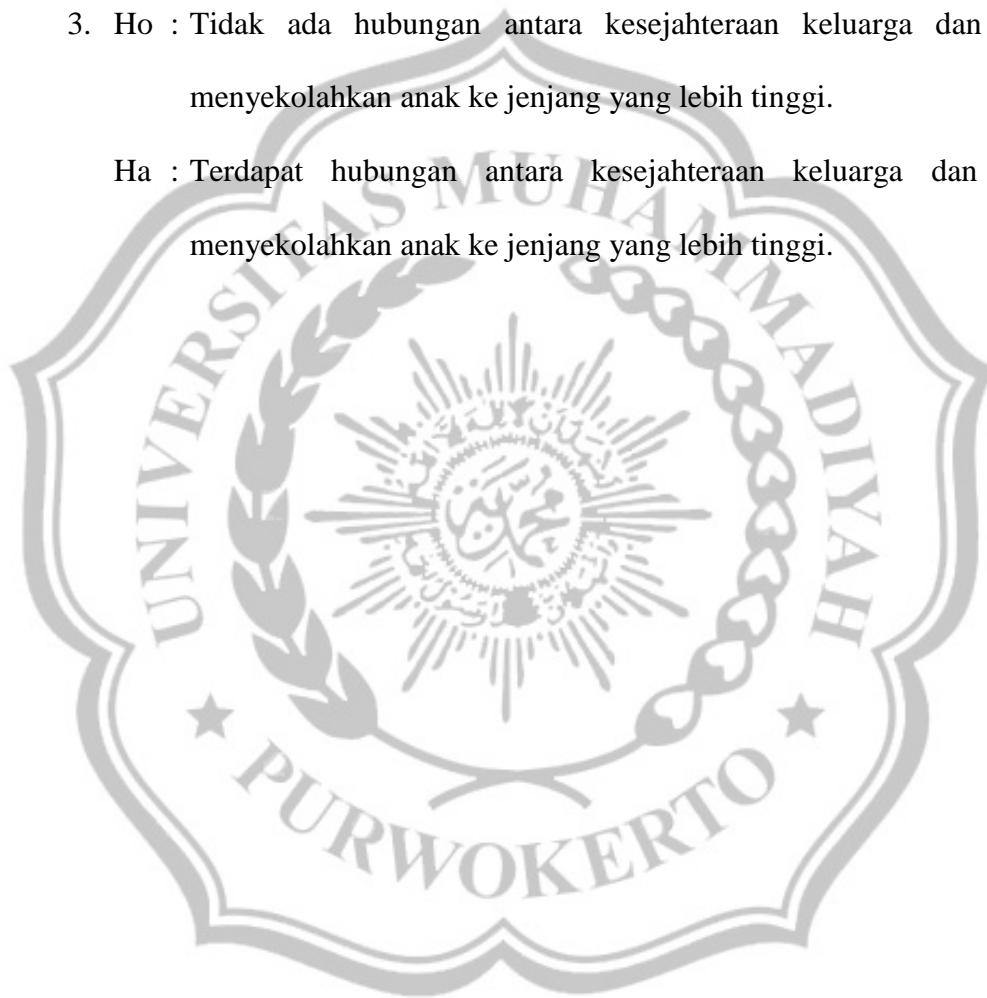 3. Ho : Tidak ada hubungan antara kesejahteraan keluarga dan
menyekolahkan anak ke jenjang yang lebih tinggi.
Ha : Terdapat hubungan antara kesejahteraan keluarga dan
menyekolahkan anak ke jenjang yang lebih tinggi.
UNIVERSITAS MUHAMMADIYAH
PURWOKERTO